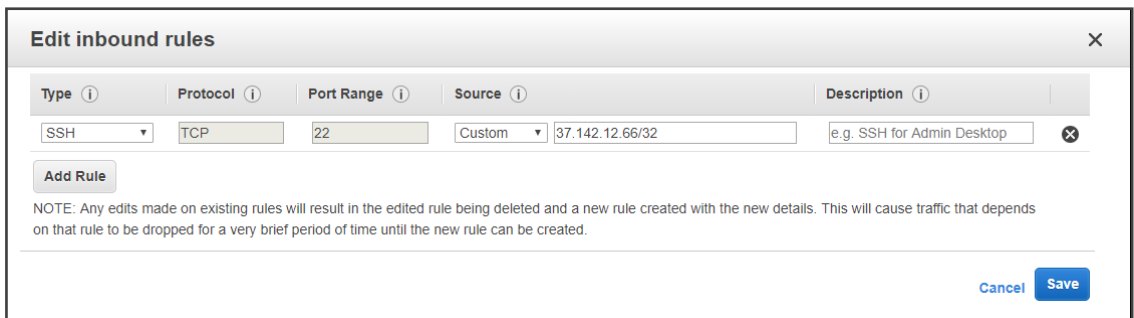 Edit inbound rules
Type Protocol Port Range Source Description
SSH TCP 22 Custom 37.142.12.66/32 e.g. SSH for Admin Desktop
Add Rule
NOTE: Any edits made on existing rules will result in the edited rule being deleted and a new rule created with the new details. This will cause traffic that depends
on that rule to be dropped for a very brief period of time until the new rule can be created.
Cancel Save